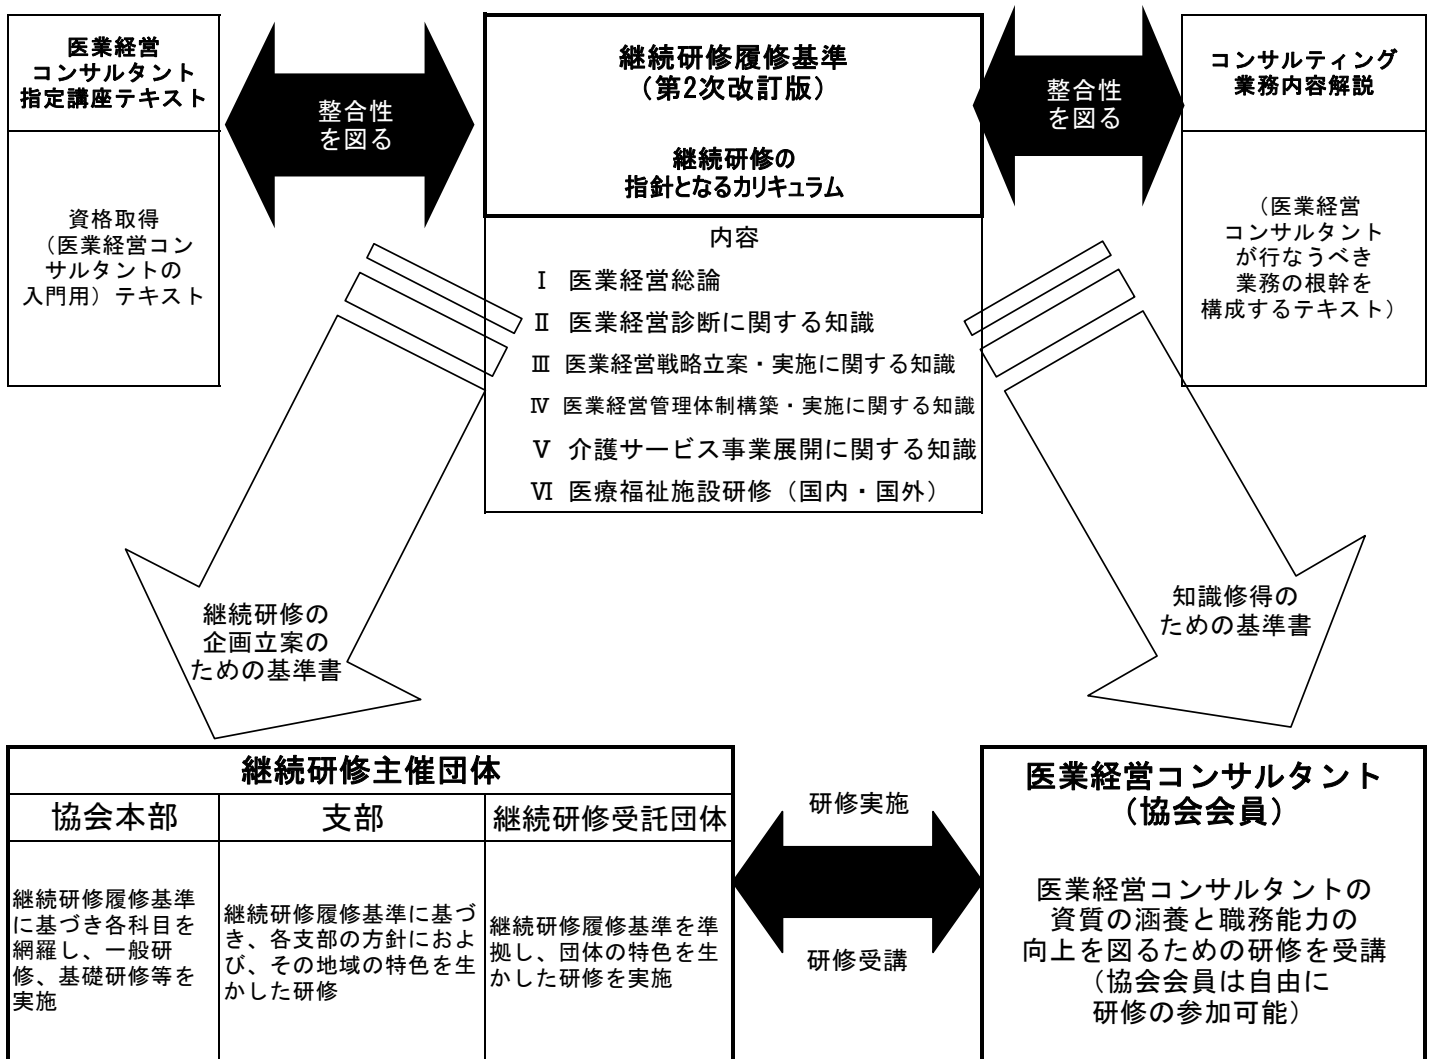 医業経営
コンサルタント
指定講座テキスト
資格取得
（医業経営コン
サルタントの
入門用）テキスト
整合性
を図る
継続研修履修基準
（第2次改訂版）
継続研修の
指針となるカリキュラム
内容
Ⅰ 医業経営総論
Ⅱ 医業経営診断に関する知識
Ⅲ 医業経営戦略立案・実施に関する知識
Ⅳ 医業経営管理体制構築・実施に関する知識
Ⅴ 介護サービス事業展開に関する知識
Ⅵ 医療福祉施設研修（国内・国外）
整合性
を図る
コンサルティング
業務内容解説
（医業経営
コンサルタント
が行なうべき
業務の根幹を
構成するテキスト）
継続研修の
企画立案の
ための基準書
知識修得の
ための基準書
継続研修主催団体
協会本部
継続研修履修基準
に基づき各科目を
網羅し、一般研
修、基礎研修等を
実施
支部
継続研修履修基準に基づ
き、各支部の方針におよ
び、その地域の特色を生
かした研修
継続研修受託団体
継続研修履修基準を準
拠し、団体の特色を生
かした研修を実施
研修実施
研修受講
医業経営コンサルタント
（協会会員）
医業経営コンサルタントの
資質の涵養と職務能力の
向上を図るための研修を受講
（協会会員は自由に
研修の参加可能）